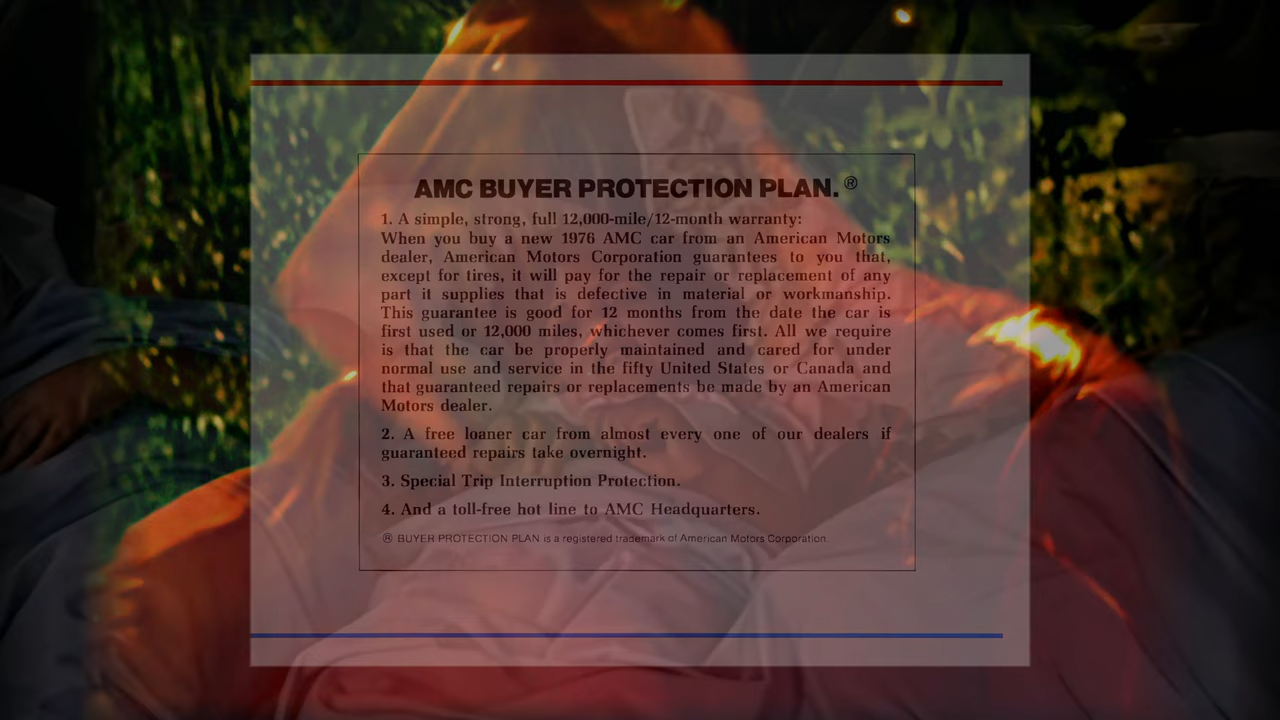 AMC BUYER PROTECTION PLAN.®
1. A simple, strong, full 12,000-mile/12-month warranty:
When you buy a new 1976 AMC car from an American Motors
dealer, American Motors Corporation guarantees to you that,
except for tires, it will pay for the repair or replacement of any
part it supplies that is defective in material or workmanship.
This guarantee is good for 12 months from the date the car is
first used or 12,000 miles, whichever comes first. All we require
is that the car be properly maintained and cared for under
normal use and service in the fifty United States or Canada and
that guaranteed repairs or replacements be made by an American
Motors dealer.
2. A free loaner car from almost every one of our dealers if
guaranteed repairs take overnight.
3. Special Trip Interruption Protection.
4. And a toll-free hot line to AMC Headquarters.
® BUYER PROTECTION PLAN is a registered trademark of American Motors Corporation.